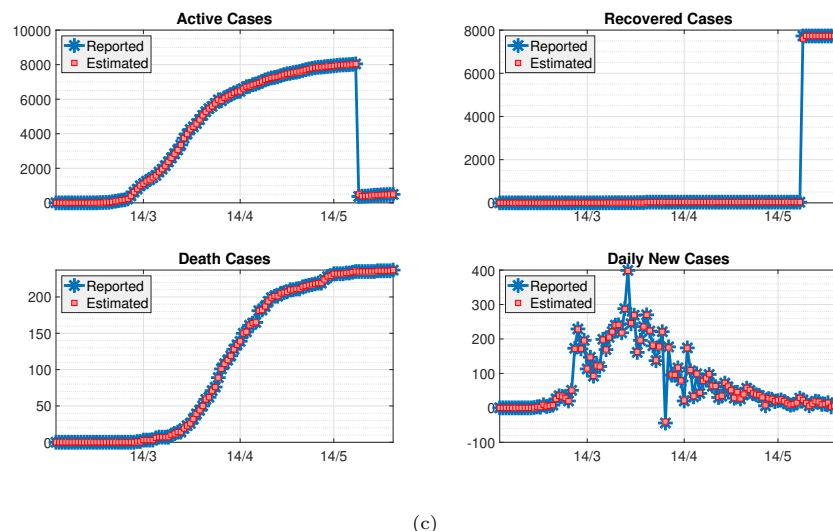 Active Cases
10000
8000
6000
4000
2000
0
Reported
Estimated
14/3
14/4
14/5
Recovered Cases
8000
6000
4000
2000
0
Reported
Estimated
14/3
14/4
14/5
Death Cases
200
150
100
50
0
Reported
Estimated
14/3
14/4
14/5
Daily New Cases
400
300
200
100
0
-100
Reported
Estimated
14/3
14/4
14/5
(c)